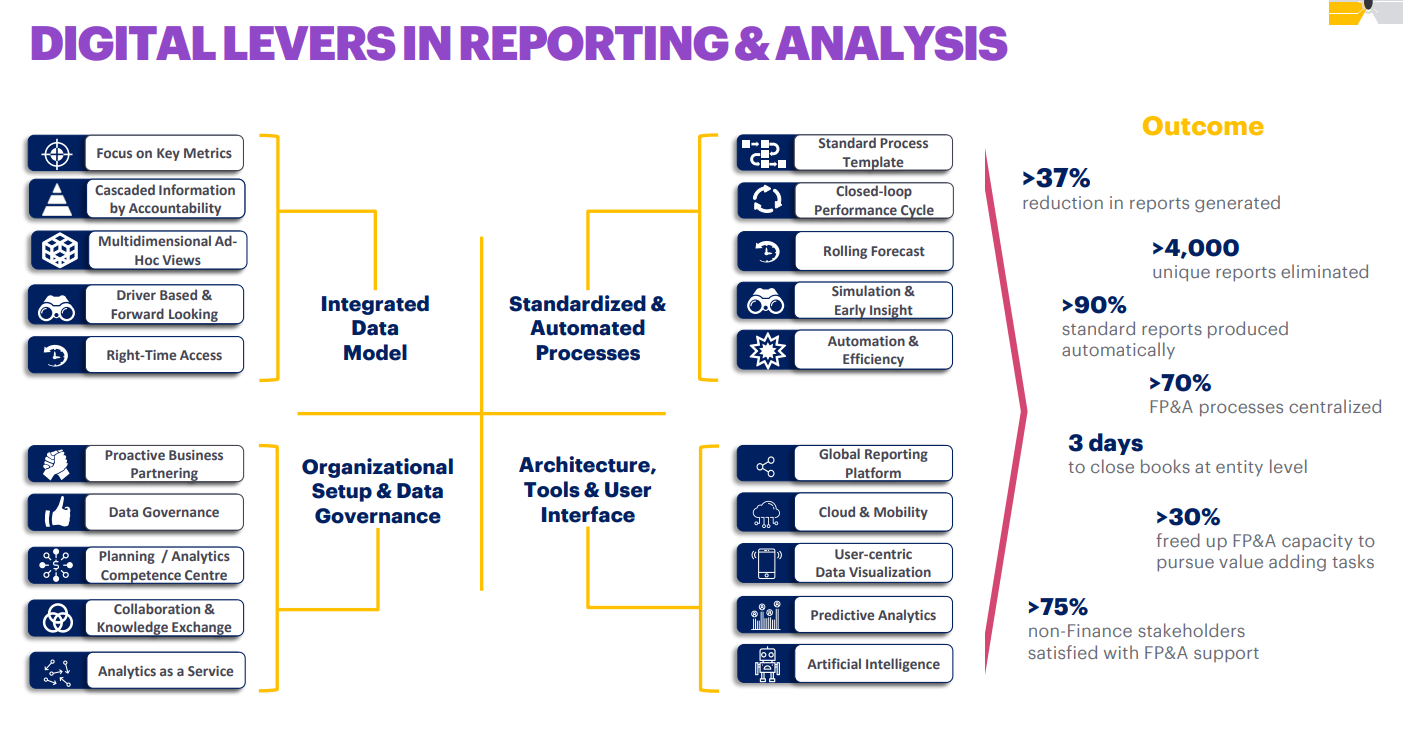 DIGITAL LEVERS IN REPORTING & ANALYSIS
Focus on Key Metrics
Cascaded Information
by Accountability
Multidimensional Ad-
Hoc Views
Driver Based &
Forward Looking
Right-Time Access
Integrated
Data
Model
Standardized &
Automated
Processes
Standard Process
Template
Closed-loop
Performance Cycle
Rolling Forecast
Simulation &
Early Insight
Automation &
Efficiency
Proactive Business
Partnering
Data Governance
Planning / Analytics
Competence Centre
Collaboration &
Knowledge Exchange
Analytics as a Service
Organizational
Setup & Data
Governance
Architecture,
Tools & User
Interface
Global Reporting
Platform
Cloud & Mobility
User-centric
Data Visualization
Predictive Analytics
Artificial Intelligence
Outcome
>37%
reduction in reports generated
>4,000
unique reports eliminated
>90%
standard reports produced
automatically
>70%
FP&A processes centralized
3 days
to close books at entity level
>30%
freed up FP&A capacity to
pursue value adding tasks
>75%
non-Finance stakeholders
satisfied with FP&A support